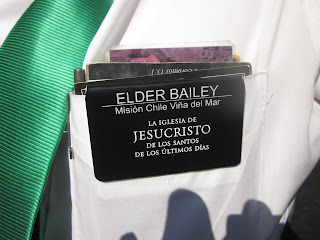 ELDER BAILEY
Misión Chile Viña del Mar
LA IGLESIA DE
JESUCRISTO
DE LOS SANTOS
DE LOS ÚLTIMOS DÍAS